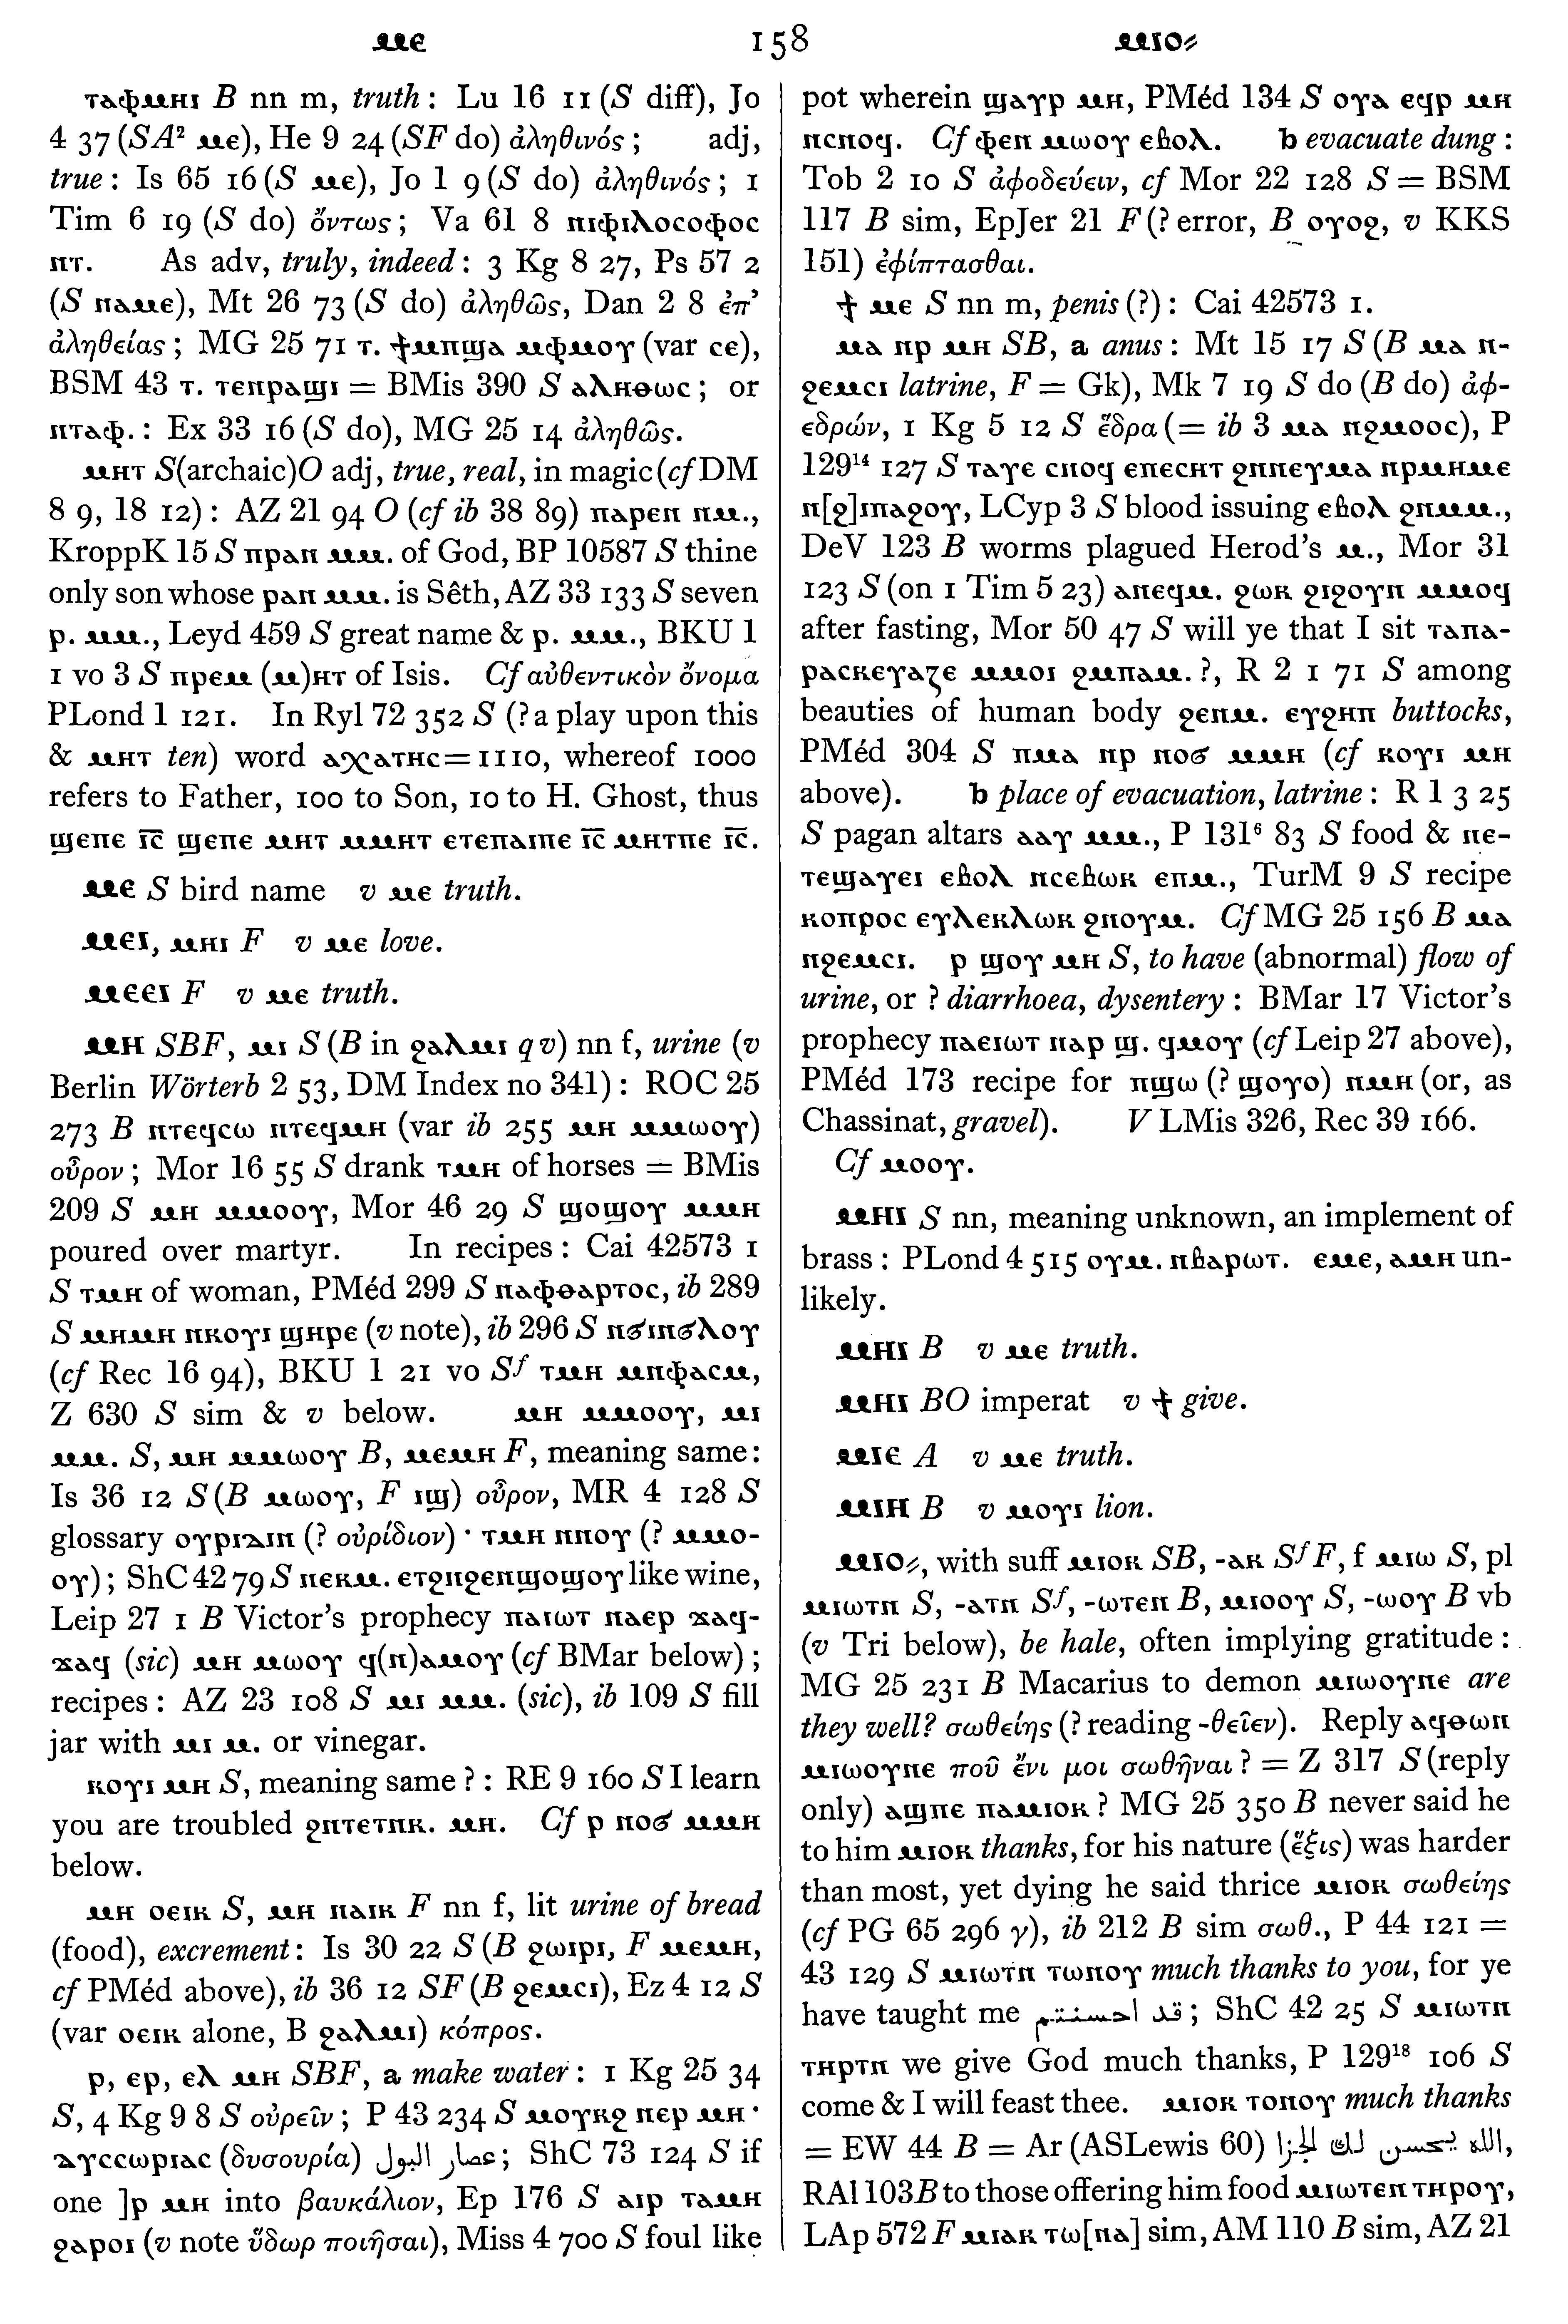 ⲙⲉ 158 ⲙⲓⲟ⸗
ⲧⲁⲫⲙⲏⲓ B nn m, truth: Lu 16 11 (S diff), Jo
4 37 (SA² ⲙⲉ), He 9 24 (SF do) ἀληθινός; adj,
true: Is 65 16 (S ⲙⲉ), Jo 1 9 (S do) ἀληθινός; 1
Tim 6 19 (S do) ὄντως; Va 61 8 ⲡⲓⲫⲓⲗⲟⲥⲟⲫⲟⲥ
ⲛⲧ. As adv, truly, indeed: 3 Kg 8 27, Ps 57 2
(S ⲛⲁⲙⲉ), Mt 26 73 (S do) ἀληθῶς, Dan 2 8 ἐπ’
ἀληθείας; MG 25 71 ⲧ. ϯⲙⲡϣⲁ ⲙⲫⲙⲟⲩ (var ⲥⲉ),
BSM 43 ⲧ. ⲧⲉⲛⲣⲁϣⲓ = BMis 390 S ⲁⲗⲏⲑⲱⲥ; or
ⲛⲧⲁⲫ.: Ex 33 16 (S do), MG 25 14 ἀληθῶς.
ⲙⲏⲧ S(archaic)O adj, true, real, in magic (cf DM
8 9, 18 12): AZ 21 94 O (cf ib 38 89) ⲡⲁⲣⲉⲛ ⲛⲙ.,
KroppK 15 S ⲡⲣⲁⲛ ⲙⲙ. of God, BP 10587 S thine
only son whose ⲣⲁⲛ ⲙⲙ. is Sêth, AZ 33 133 S seven
ⲣ. ⲙⲙ., Leyd 459 S great name & ⲣ. ⲙⲙ., BKU 1
1 vo 3 S ⲡⲣⲉⲙ (ⲙ)ⲏⲧ of Isis. Cf αὐθεντικὸν ὄνομα
PLond 1 121. In Ryl 72 352 S (? a play upon this
& ⲙⲏⲧ ten) word ⲁⲭⲁⲧⲏⲥ=1110, whereof 1000
refers to Father, 100 to Son, 10 to H. Ghost, thus
ϣⲉⲡⲉ ⲓ̅ⲥ̅ ϣⲉⲡⲉ ⲙⲏⲧ ⲙⲙⲏⲧ ⲉⲧⲉⲡⲁⲓⲡⲉ ⲓ̅ⲥ̅ ⲙⲏⲧⲡⲉ ⲓ̅ⲥ̅.
ⲙⲉ S bird name v ⲙⲉ truth.
ⲙⲉⲓ, ⲙⲏⲓ F v ⲙⲉ love.
ⲙⲉⲉⲓ F v ⲙⲉ truth.
ⲙⲏ SBF, ⲙⲓ S (B in ϩⲁⲗⲙⲓ qv) nn f, urine (v
Berlin Wörterb 2 53, DM Index no 341): ROC 25
273 B ⲛⲧⲉϥⲥⲱ ⲛⲧⲉϥⲙⲏ (var ib 255 ⲙⲏ ⲙⲙⲱⲟⲩ)
οὖρον; Mor 16 55 S drank ⲧⲙⲏ of horses = BMis
209 S ⲙⲏ ⲙⲙⲟⲟⲩ, Mor 46 29 S ϣⲟϣⲟⲩ ⲙⲙⲏ
poured over martyr. In recipes: Cai 42573 1
S ⲧⲙⲏ of woman, PMéd 299 S ⲛⲁⲫⲑⲁⲣⲧⲟⲥ, ib 289
S ⲙⲏⲙⲏ ⲛⲕⲟⲩⲓ ϣⲏⲣⲉ (v note), ib 296 S ⲛϭⲓⲛϭⲗⲟⲩ
(cf Rec 16 94), BKU 1 21 vo Sf ⲧⲙⲏ ⲙⲡⲫⲁⲥⲙ,
Z 630 S sim & v below. ⲙⲏ ⲙⲙⲟⲟⲩ, ⲙⲓ
ⲙⲙ. S, ⲙⲏ ⲙⲙⲱⲟⲩ B, ⲙⲉⲙⲏ F, meaning same:
Is 36 12 S (B ⲙⲱⲟⲩ, F ⲓϣ) οὖρον, MR 4 128 S
glossary ⲟⲩⲣⲓⲇⲓⲛ (? οὐρίδιον) · ⲧⲙⲏ ⲛⲛⲟⲩ (? ⲙⲙⲟ-
ⲟⲩ); ShC 42 79 S ⲛⲉⲕⲙ. ⲉⲧϩⲛϩⲉⲛϣⲟϣⲟⲩ like wine,
Leip 27 1 B Victor’s prophecy ⲡⲁⲓⲱⲧ ⲛⲁⲉⲣ ϫⲁϥ-
ϫⲁϥ (sic) ⲙⲏ ⲙⲱⲟⲩ ϥ(ⲛ)ⲁⲙⲟⲩ (cf BMar below);
recipes: AZ 23 108 S ⲙⲓ ⲙⲙ. (sic), ib 109 S fill
jar with ⲙⲓ ⲙ. or vinegar.
ⲕⲟⲩⲓ ⲙⲏ S, meaning same?: RE 9 160 S I learn
you are troubled ϩⲛⲧⲉⲧⲛⲕ. ⲙⲏ. Cf ⲣ ⲛⲟϭ ⲙⲙⲏ
below.
ⲙⲏ ⲟⲉⲓⲕ S, ⲙⲏ ⲛⲁⲓⲕ F nn f, lit urine of bread
(food), excrement: Is 30 22 S (B ϩⲱⲓⲣⲓ, F ⲙⲉⲙⲏ,
cf PMéd above), ib 36 12 SF (B ϩⲉⲙⲥⲓ), Ez 4 12 S
(var ⲟⲉⲓⲕ alone, B ϩⲁⲗⲙⲓ) κόπρος.
ⲣ, ⲉⲣ, ⲉⲗ ⲙⲏ SBF, a make water: 1 Kg 25 34
S, 4 Kg 9 8 S οὐρεῖν; P 43 234 S ⲙⲟⲩⲕϩ ⲛⲉⲣ ⲙⲏ ·
ⲇⲩⲥⲥⲱⲣⲓⲁⲥ (δυσουρία) عصار البول; ShC 73 124 S if
one ]ⲣ ⲙⲏ into βαυκάλιον, Ep 176 S ⲁⲓⲣ ⲧⲁⲙⲏ
ϩⲁⲣⲟⲓ (v note ὕδωρ ποιῆσαι), Miss 4 700 S foul like
pot wherein ϣⲁⲩⲣ ⲙⲏ, PMéd 134 S ⲟⲩⲁ ⲉϥⲣ ⲙⲏ
ⲛⲥⲛⲟϥ. Cf ⲫⲉⲛ ⲙⲱⲟⲩ ⲉⲃⲟⲗ. b evacuate dung:
Tob 2 10 S ἀφοδεύειν, cf Mor 22 128 S = BSM
117 B sim, EpJer 21 F (? error, B ⲟⲩⲟϩ, v KKS
151) ἐφίπτασθαι.
ϯ ⲙⲉ S nn m, penis (?): Cai 42573 1.
ⲙⲁ ⲛⲣ ⲙⲏ SB, a anus: Mt 15 17 S (B ⲙⲁ ⲛ-
ϩⲉⲙⲥⲓ latrine, F = Gk), Mk 7 19 S do (B do) ἀφ-
εδρών, 1 Kg 5 12 S ἕδρα (= ib 3 ⲙⲁ ⲛϩⲙⲟⲟⲥ), P
129¹⁴ 127 S ⲧⲁⲩⲉ ⲥⲛⲟϥ ⲉⲡⲉⲥⲏⲧ ϩⲛⲛⲉⲩⲙⲁ ⲛⲣⲙⲏⲙⲉ
ⲛ[ϩ]ⲓⲡⲁϩⲟⲩ, LCyp 3 S blood issuing ⲉⲃⲟⲗ ϩⲛⲙⲙ.,
DeV 123 B worms plagued Herod’s ⲙ., Mor 31
123 S (on 1 Tim 5 23) ⲁⲡⲉϥⲙ. ϩⲱⲕ ϩⲓϩⲟⲩⲛ ⲙⲙⲟϥ
after fasting, Mor 50 47 S will ye that I sit ⲧⲁⲡⲁ-
ⲣⲁⲥⲕⲉⲩⲁⲍⲉ ⲙⲙⲟⲓ ϩⲙⲡⲁⲙ.?, R 2 1 71 S among
beauties of human body ϩⲉⲛⲙ. ⲉⲩϩⲏⲡ buttocks,
PMéd 304 S ⲡⲙⲁ ⲛⲣ ⲛⲟϭ ⲙⲙⲏ (cf ⲕⲟⲩⲓ ⲙⲏ
above). b place of evacuation, latrine: R 1 3 25
S pagan altars ⲁⲁⲩ ⲙⲙ., P 131⁶ 83 S food & ⲛⲉ-
ⲧⲉϣⲁⲩⲉⲓ ⲉⲃⲟⲗ ⲛⲥⲉⲃⲱⲕ ⲉⲡⲙ., TurM 9 S recipe
ⲕⲟⲡⲣⲟⲥ ⲉⲩⲗⲉⲕⲗⲱⲕ ϩⲛⲟⲩⲙ. Cf MG 25 156 B ⲙⲁ
ⲛϩⲉⲙⲥⲓ. ⲣ ϣⲟⲩ ⲙⲏ S, to have (abnormal) flow of
urine, or ? diarrhoea, dysentery: BMar 17 Victor’s
prophecy ⲡⲁⲉⲓⲱⲧ ⲛⲁⲣ ϣ. ϥⲙⲟⲩ (cf Leip 27 above),
PMéd 173 recipe for ⲡϣⲱ (? ϣⲟⲩⲟ) ⲛⲙⲏ (or, as
Chassinat, gravel). V LMis 326, Rec 39 166.
Cf ⲙⲟⲟⲩ.
ⲙⲏⲓ S nn, meaning unknown, an implement of
brass: PLond 4 515 ⲟⲩⲙ. ⲛⲃⲁⲣⲱⲧ. ⲉⲙⲉ, ⲁⲙⲏ un-
likely.
ⲙⲏⲓ B v ⲙⲉ truth.
ⲙⲏⲓ BO imperat v ϯ give.
ⲙⲓⲉ A v ⲙⲉ truth.
ⲙⲓⲏ B v ⲙⲟⲩⲓ lion.
ⲙⲓⲟ⸗, with suff ⲙⲓⲟⲕ SB, -ⲁⲕ SfF, f ⲙⲓⲱ S, pl
ⲙⲓⲱⲧⲛ S, -ⲁⲧⲛ Sf, -ⲱⲧⲉⲛ B, ⲙⲓⲟⲟⲩ S, -ⲱⲟⲩ B vb
(v Tri below), be hale, often implying gratitude:
MG 25 231 B Macarius to demon ⲙⲓⲱⲟⲩⲡⲉ are
they well? σωθείης (? reading -θεῖεν). Reply ⲁϥⲑⲱⲛ
ⲙⲓⲱⲟⲩⲡⲉ ποῦ ἔνι μοι σωθῆναι? = Z 317 S (reply
only) ⲁϣⲡⲉ ⲡⲁⲙⲓⲟⲕ? MG 25 350 B never said he
to him ⲙⲓⲟⲕ thanks, for his nature (ἕξις) was harder
than most, yet dying he said thrice ⲙⲓⲟⲕ σωθείης
(cf PG 65 296 γ), ib 212 B sim σωθ., P 44 121 =
43 129 S ⲙⲓⲱⲧⲛ ⲧⲱⲛⲟⲩ much thanks to you, for ye
have taught me قد احسنتم; ShC 42 25 S ⲙⲓⲱⲧⲛ
ⲧⲏⲣⲧⲛ we give God much thanks, P 129¹⁸ 106 S
come & I will feast thee. ⲙⲓⲟⲕ ⲧⲟⲛⲟⲩ much thanks
= EW 44 B = Ar (ASLewis 60) الله يحسن لك الجزا,
RAl 103 B to those offering him food ⲙⲓⲱⲧⲉⲛ ⲧⲏⲣⲟⲩ,
LAp 572 F ⲙⲓⲁⲕ ⲧⲱ[ⲛⲁ] sim, AM 110 B sim, AZ 21